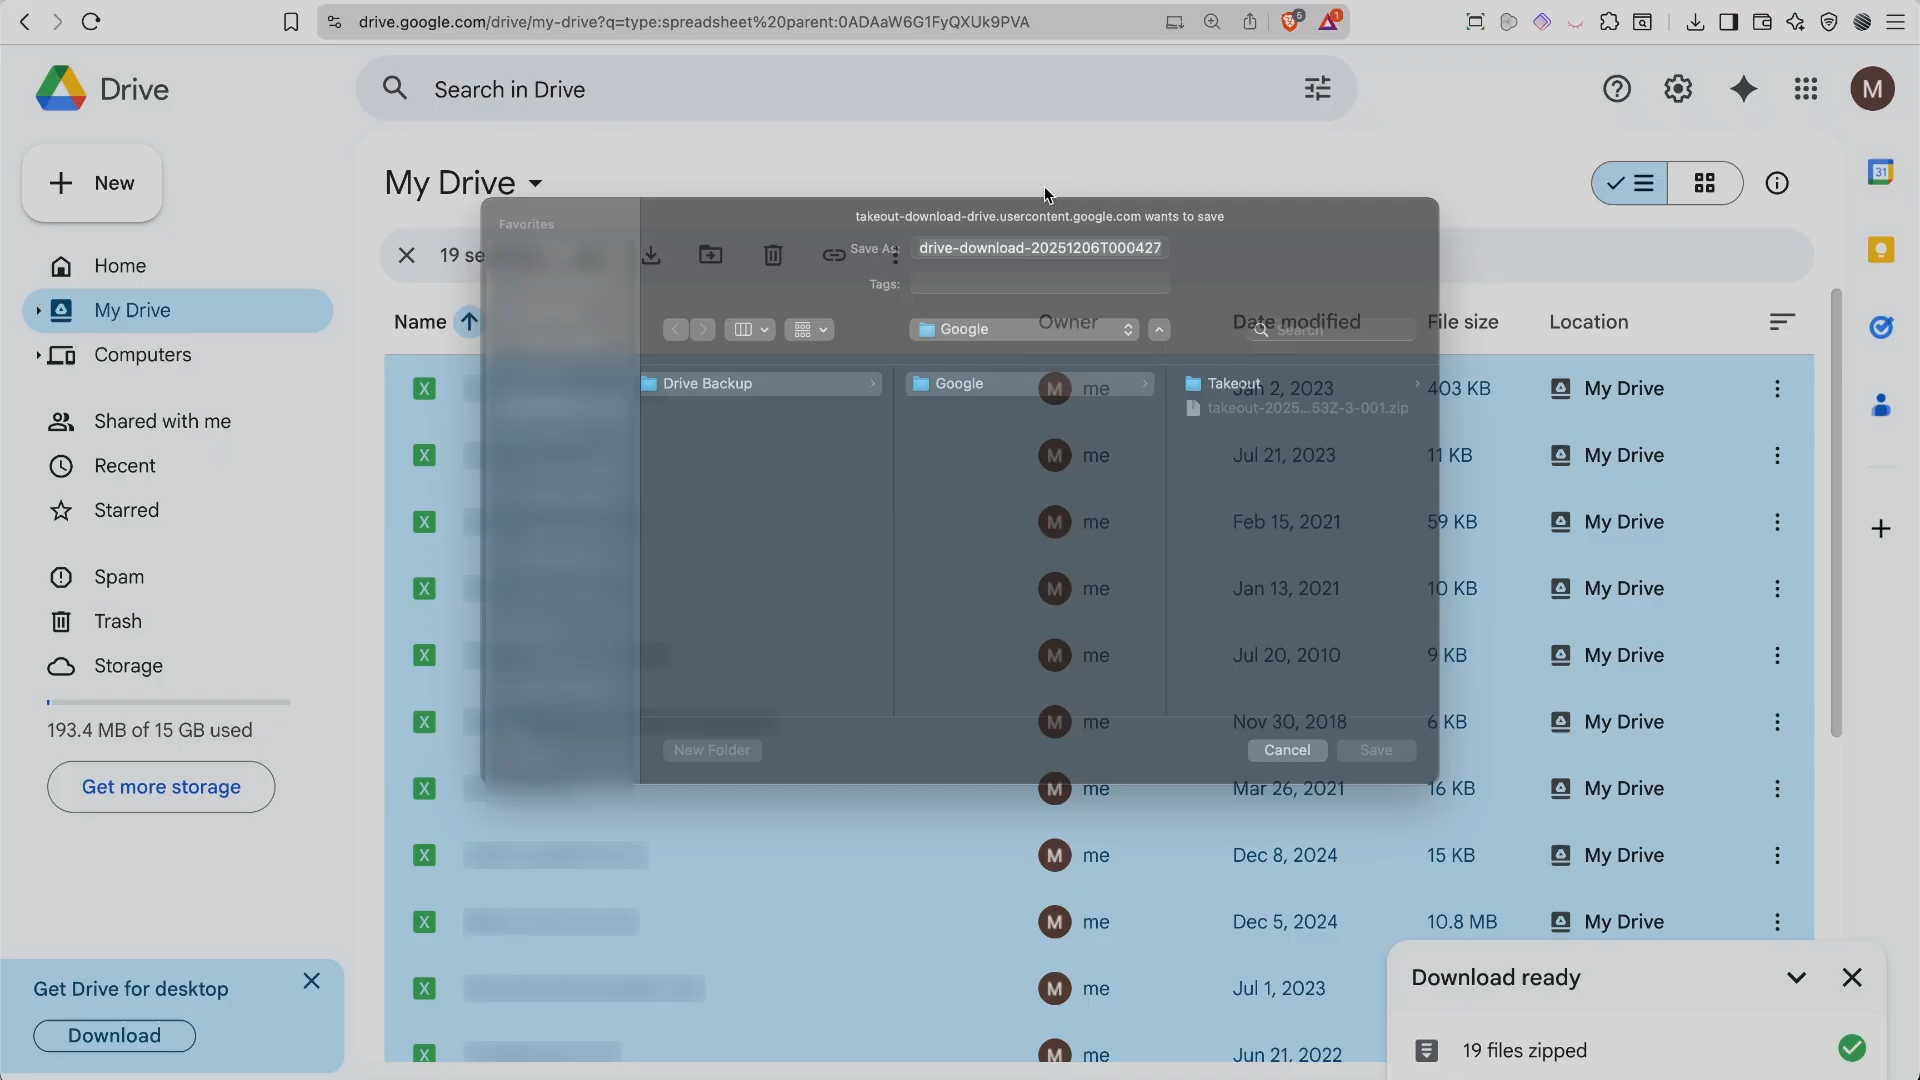 drive.google.com/drive/my-drive?q=type:spreadsheet%20parent:0ADAaW6G1FyQXUk9PVA
5
1
Drive
Search in Drive
M
New
My Drive
31
Home
My Drive
Computers
Shared with me
Recent
Starred
Spam
Trash
Storage
193.4 MB of 15 GB used
Get more storage
Get Drive for desktop
Download
Favorites
takeout-download-drive.usercontent.google.com wants to save
19 se
Save As:
drive-download-20251206T000427
Tags:
Google
Search
Drive Backup
Google
Takeout
takeout-2025...53Z-3-001.zip
New Folder
Cancel
Save
Name Owner Date modified File size Location
X M me Jan 2, 2023 403 KB My Drive
X M me Jul 21, 2023 11 KB My Drive
X M me Feb 15, 2021 59 KB My Drive
X M me Jan 13, 2021 10 KB My Drive
X M me Jul 20, 2010 9 KB My Drive
X M me Nov 30, 2018 6 KB My Drive
X M me Mar 26, 2021 16 KB My Drive
X M me Dec 8, 2024 15 KB My Drive
X M me Dec 5, 2024 10.8 MB My Drive
X M me Jul 1, 2023
X M me Jun 21, 2022
Download ready
19 files zipped